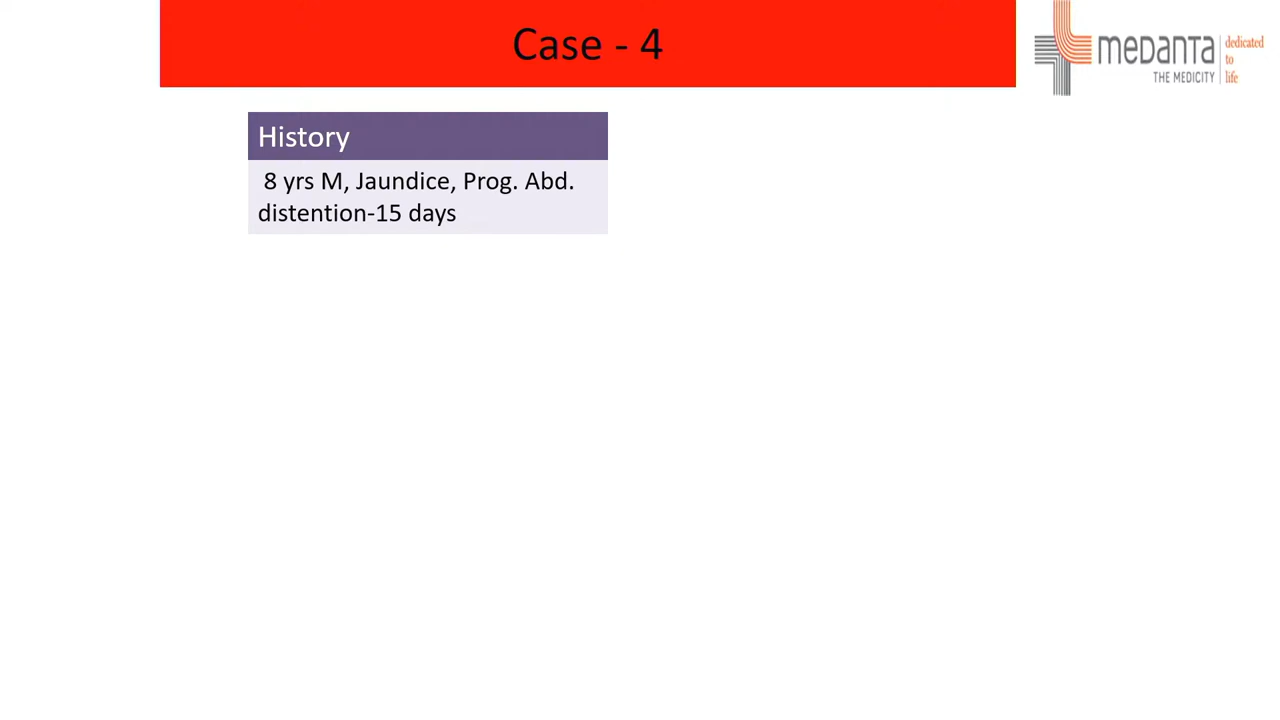 Case - 4
medanta
THE MEDICITY
dedicated
to
life
History
8 yrs M, Jaundice, Prog. Abd.
distention-15 days